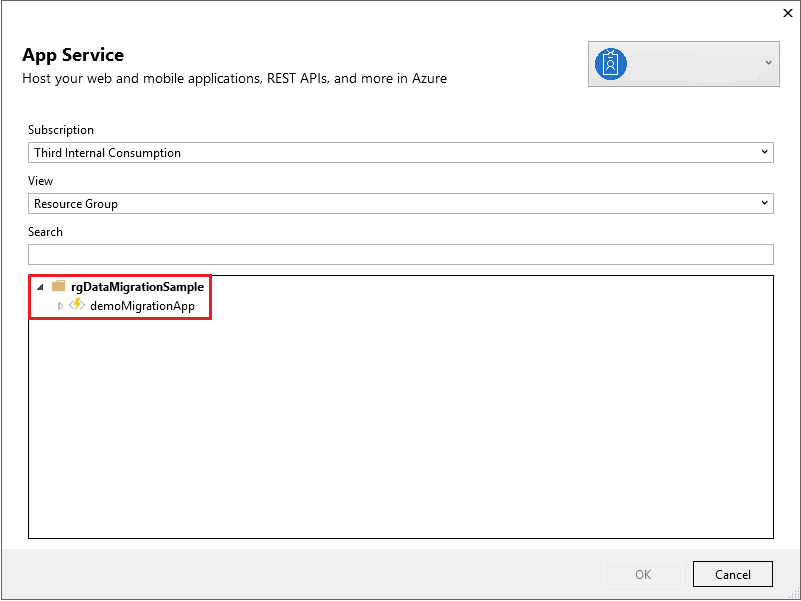 App Service
Host your web and mobile applications, REST APIs, and more in Azure
Subscription
Third Internal Consumption
View
Resource Group
Search
rgDataMigrationSample
demoMigrationApp
OK
Cancel